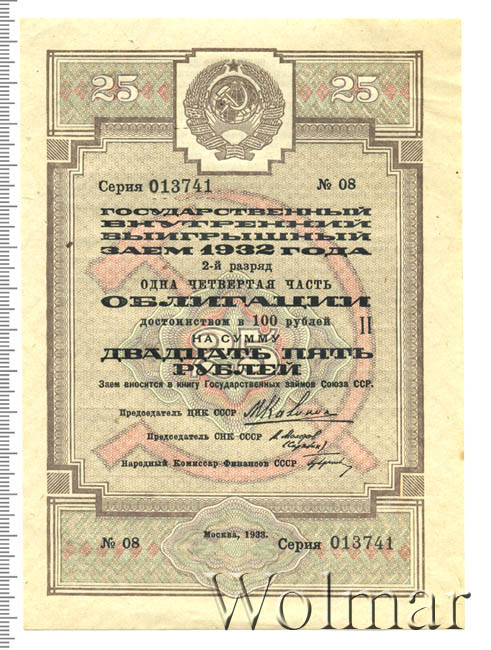 25 25
Серия 013741 № 08
ГОСУДАРСТВЕННЫЙ
ВНУТРЕННИЙ
ВЫИГРЫШНЫЙ
ЗАЕМ 1932 ГОДА
2-й разряд
ОДНА ЧЕТВЕРТАЯ ЧАСТЬ
ОБЛИГАЦИИ
достоинством в 100 рублей II
НА СУММУ
25
ДВАДЦАТЬ ПЯТЬ
РУБЛЕЙ
Заем вносится в книгу Государственных займов Союза ССР.
Председатель ЦИК СССР
Председатель СНК СССР
Народный Комиссар Финансов СССР
Москва, 1933.
№ 08 Серия 013741
Wolmar